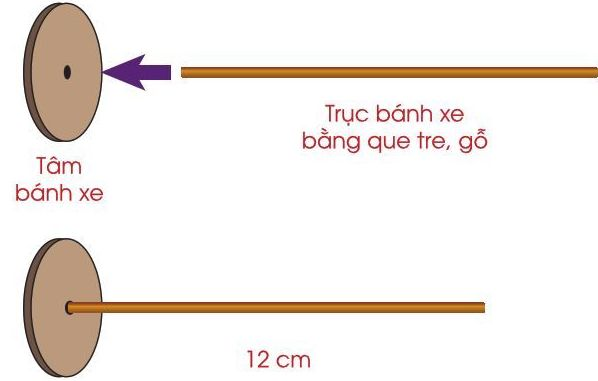 Trục bánh xe
bằng que tre, gỗ
Tâm
bánh xe
12 cm